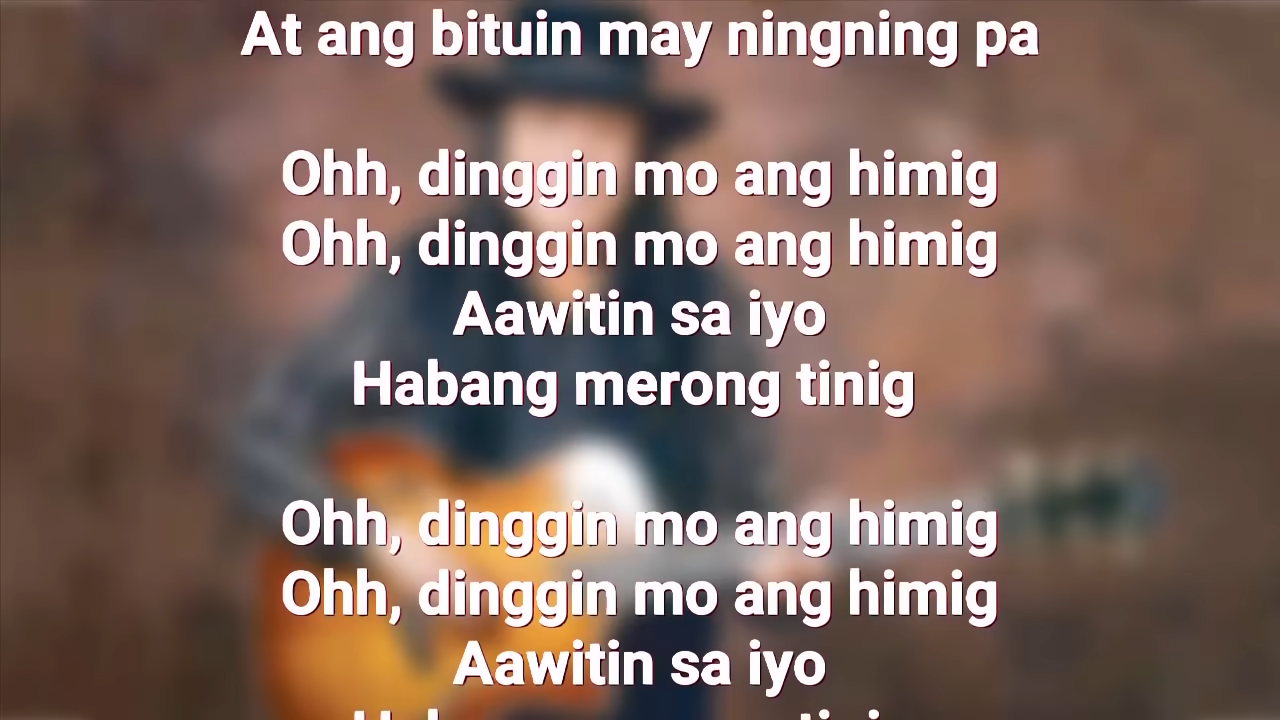 At ang bituin may ningning pa
Ohh, dinggin mo ang himig
Ohh, dinggin mo ang himig
Aawitin sa iyo
Habang merong tinig
Ohh, dinggin mo ang himig
Ohh, dinggin mo ang himig
Aawitin sa iyo